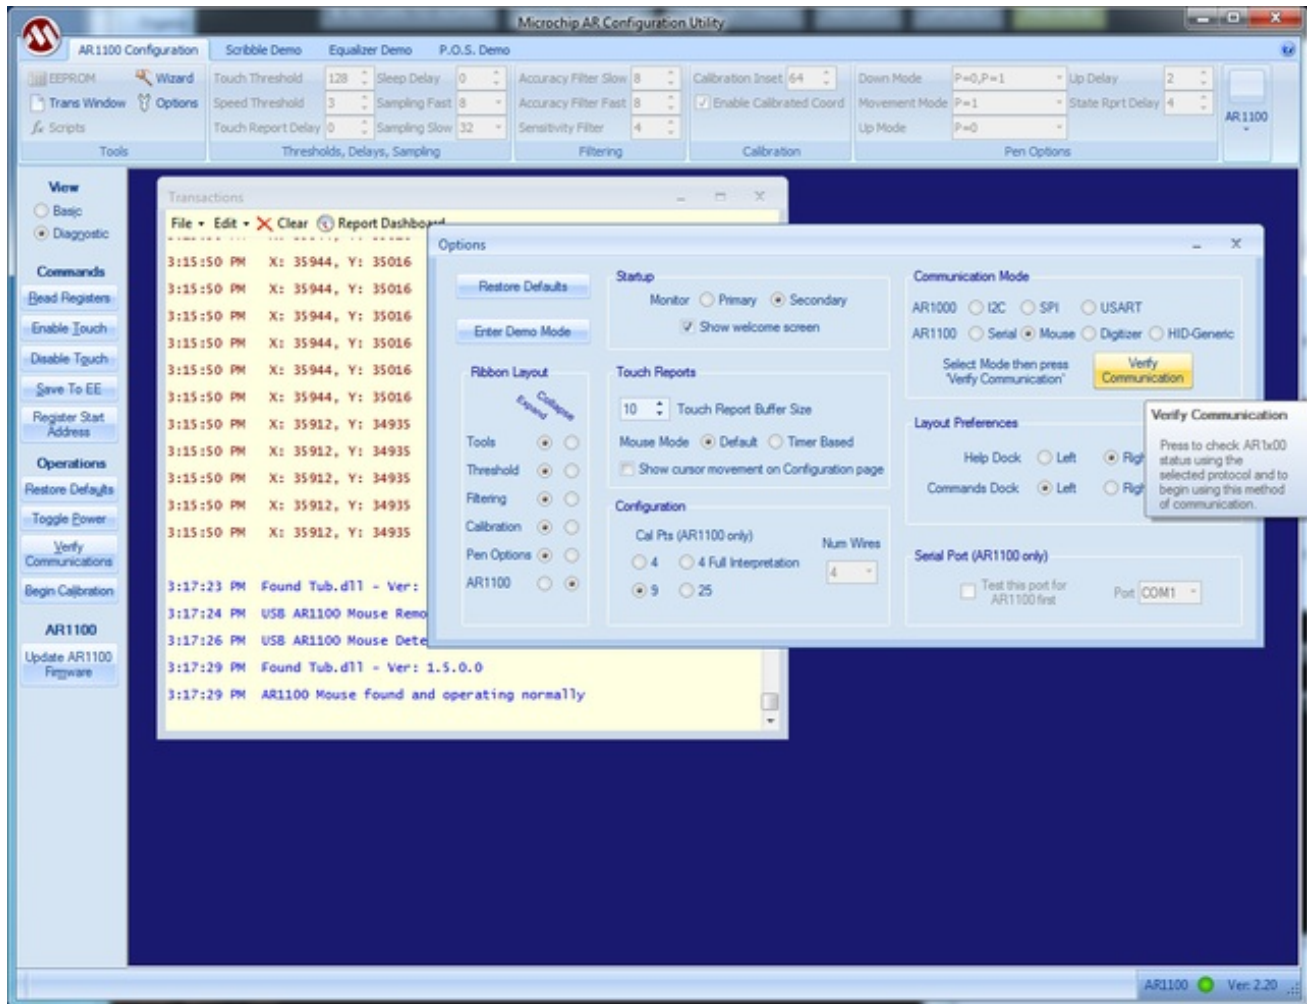 Microchip AR Configuration Utility
AR1100 Configuration Scribble Demo Equalizer Demo P.O.S. Demo
EEPROM Wizard Touch Threshold 128 Sleep Delay 0 Accuracy Filter Slow 8 Calibration Inset 64 Down Mode P=0,P=1 Up Delay 2
Trans Window Options Speed Threshold 3 Sampling Fast 8 Accuracy Filter Fast 8 Enable Calibrated Coord Movement Mode P=1 State Rprt Delay 4
fx Scripts Touch Report Delay 0 Sampling Slow 32 Sensitivity Filter 4 Up Mode P=0
AR1100
Tools Thresholds, Delays, Sampling Filtering Calibration Pen Options
View
Basic
Diagnostic
Commands
Read Registers
Enable Touch
Disable Touch
Save To EE
Register Start
Address
Operations
Restore Defaults
Toggle Power
Verify
Communications
Begin Calibration
AR1100
Update AR1100
Firmware
Transactions
File Edit Clear Report Dashboard
3:15:50 PM X: 35944, Y: 35016
3:15:50 PM X: 35944, Y: 35016
3:15:50 PM X: 35944, Y: 35016
3:15:50 PM X: 35944, Y: 35016
3:15:50 PM X: 35944, Y: 35016
3:15:50 PM X: 35944, Y: 35016
3:15:50 PM X: 35912, Y: 34935
3:15:50 PM X: 35912, Y: 34935
3:15:50 PM X: 35912, Y: 34935
3:15:50 PM X: 35912, Y: 34935
3:15:50 PM X: 35912, Y: 34935
3:17:23 PM Found Tub.dll - Ver:
3:17:24 PM USB AR1100 Mouse Remo
3:17:26 PM USB AR1100 Mouse Dete
3:17:29 PM Found Tub.dll - Ver: 1.5.0.0
3:17:29 PM AR1100 Mouse found and operating normally
Options
Restore Defaults
Enter Demo Mode
Ribbon Layout
Expand Collapse
Tools
Threshold
Filtering
Calibration
Pen Options
AR1100
Startup
Monitor Primary Secondary
Show welcome screen
Touch Reports
10 Touch Report Buffer Size
Mouse Mode Default Timer Based
Show cursor movement on Configuration page
Configuration
Cal Pts (AR1100 only) Num Wires
4 4 Full Interpretation 4
9 25
Communication Mode
AR1000 I2C SPI USART
AR1100 Serial Mouse Digitizer HID-Generic
Select Mode then press
'Verify Communication'
Verify
Communication
Layout Preferences
Help Dock Left Righ
Commands Dock Left Righ
Verify Communication
Press to check AR1x00
status using the
selected protocol and to
begin using this method
of communication.
Serial Port (AR1100 only)
Test this port for
AR1100 first
Port COM1
AR1100 Ver: 2.20